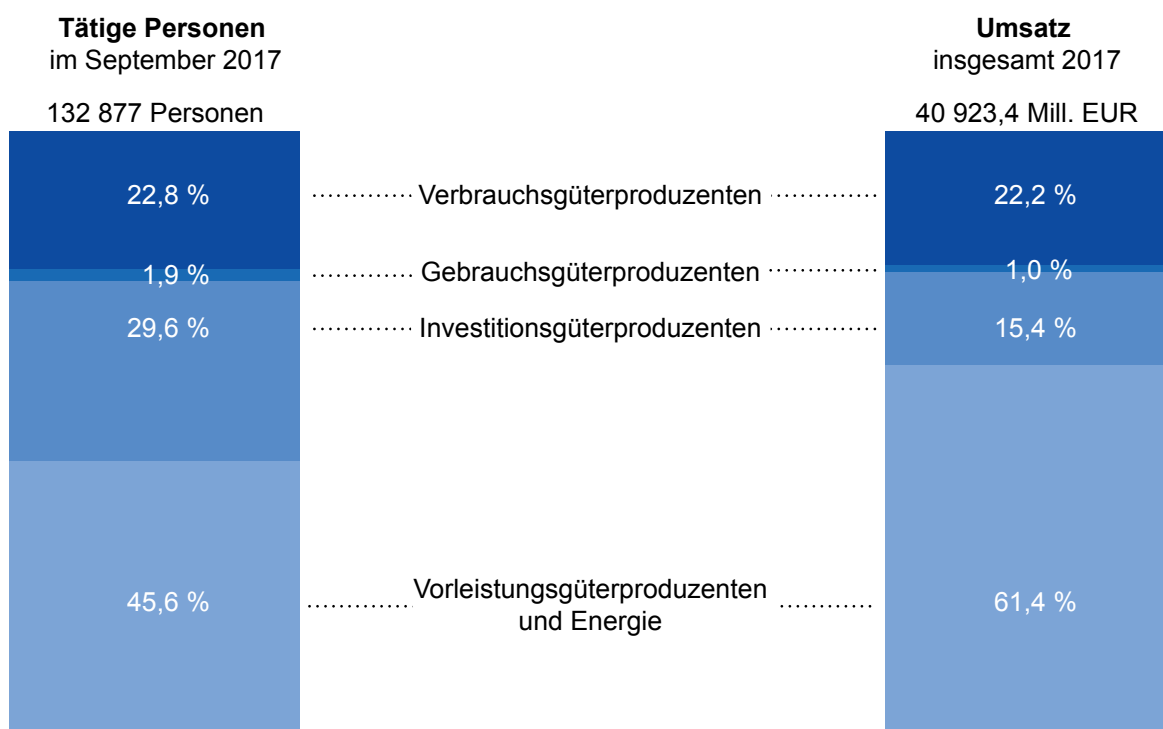 Tätige Personen
im September 2017
132 877 Personen
Umsatz
insgesamt 2017
40 923,4 Mill. EUR
22,8 %
Verbrauchsgüterproduzenten
22,2 %
1,9 %
Gebrauchsgüterproduzenten
1,0 %
29,6 %
Investitionsgüterproduzenten
15,4 %
45,6 %
Vorleistungsgüterproduzenten
und Energie
61,4 %